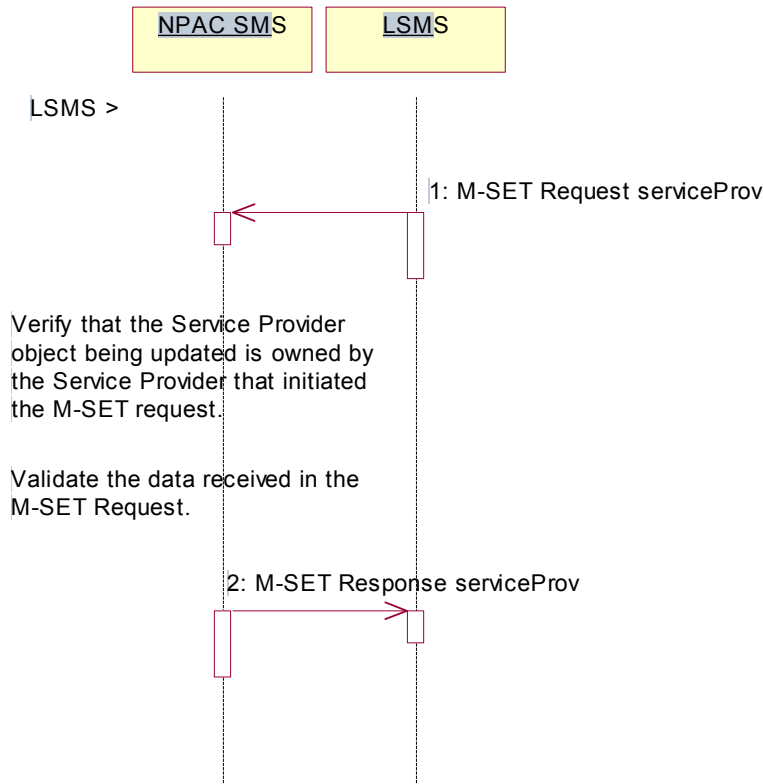 NPAC SMS
LSMS
LSMS >
1: M-SET Request serviceProv
Verify that the Service Provider
object being updated is owned by
the Service Provider that initiated
the M-SET request.
Validate the data received in the
M-SET Request.
2: M-SET Response serviceProv